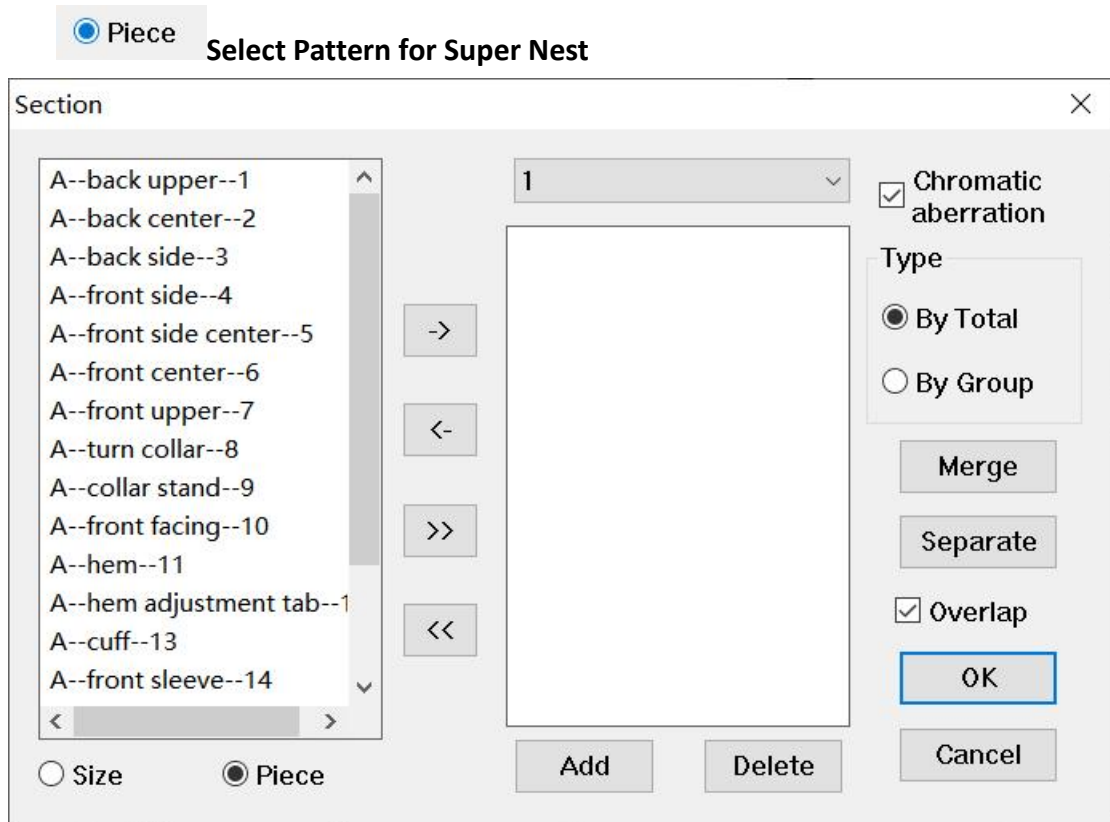 Piece Select Pattern for Super Nest
Section
A--back upper--1
A--back center--2
A--back side--3
A--front side--4
A--front side center--5
A--front center--6
A--front upper--7
A--turn collar--8
A--collar stand--9
A--front facing--10
A--hem--11
A--hem adjustment tab--1
A--cuff--13
A--front sleeve--14
Size
Piece
->
<-
>>
<<
1
Add
Delete
Chromatic
aberration
Type
By Total
By Group
Merge
Separate
Overlap
OK
Cancel